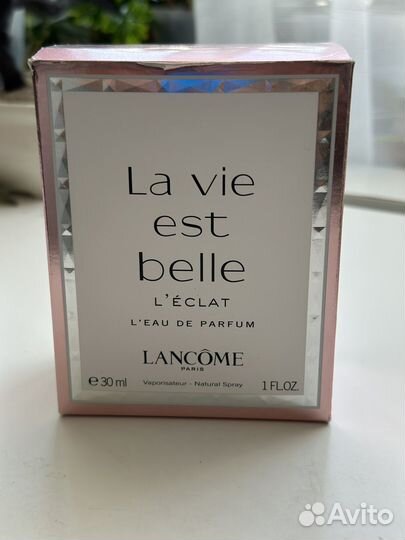 La vie
est
belle
L'ÉCLAT
L'EAU DE PARFUM
LANCÔME
PARIS
℮ 30 ml Vaporisateur - Natural Spray 1 FL.OZ.
Avito